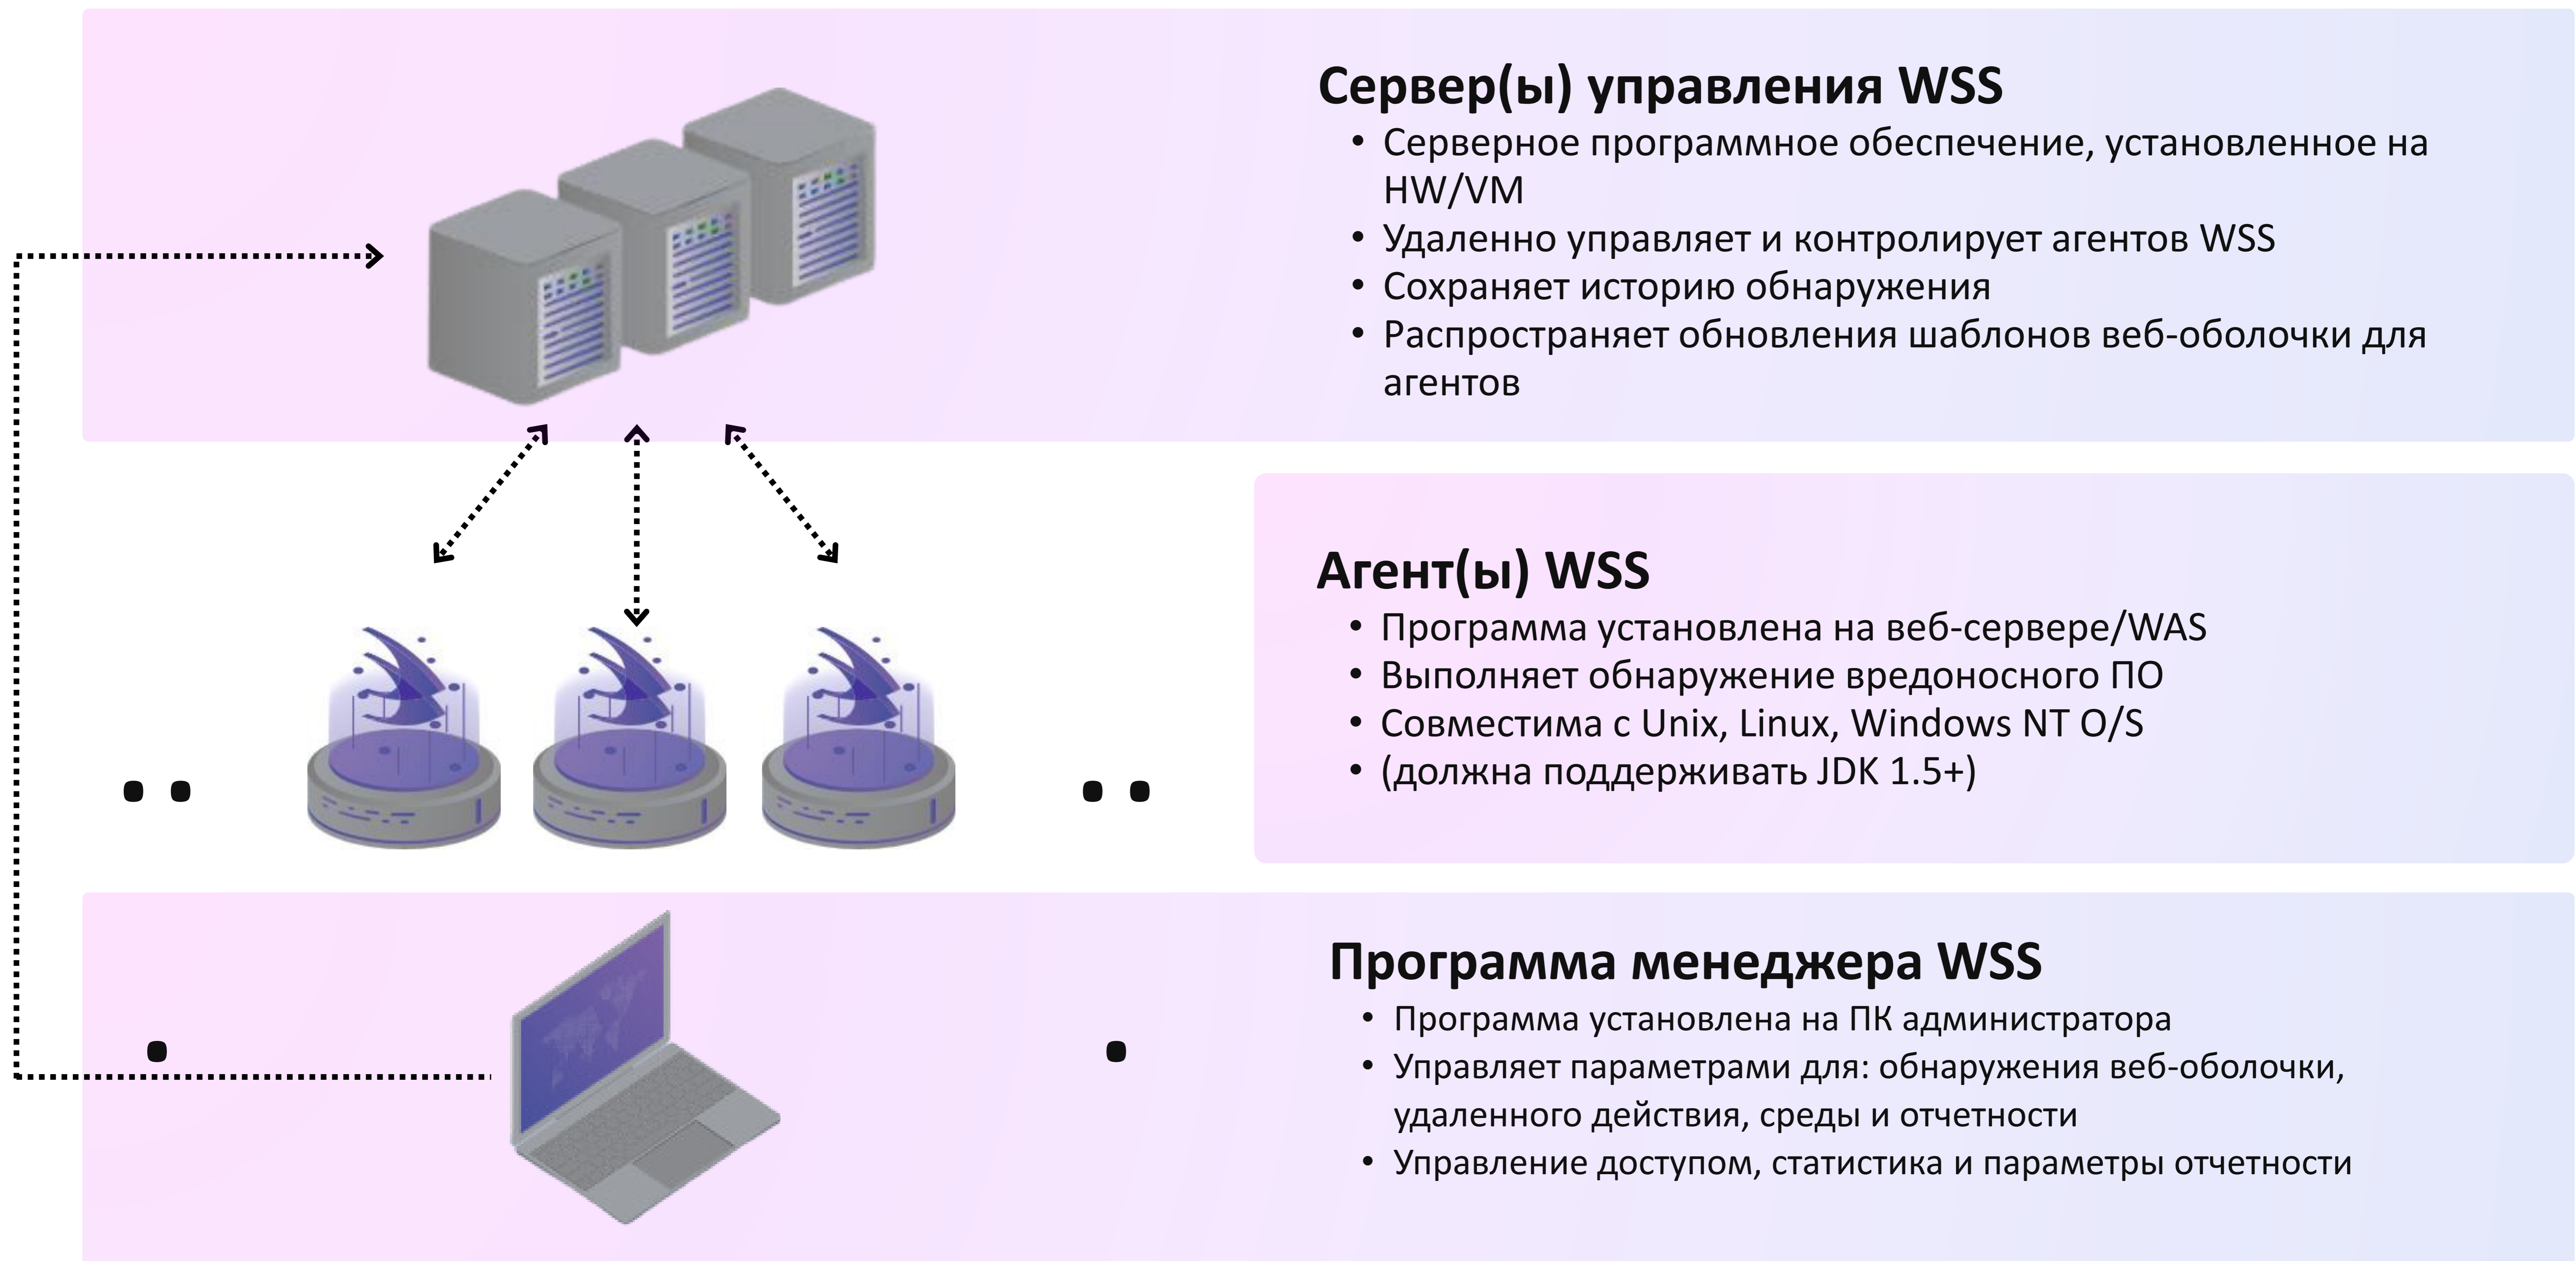 Сервер(ы) управления WSS
• Серверное программное обеспечение, установленное на
HW/VM
• Удаленно управляет и контролирует агентов WSS
• Сохраняет историю обнаружения
• Распространяет обновления шаблонов веб-оболочки для
агентов
Агент(ы) WSS
• Программа установлена на веб-сервере/WAS
• Выполняет обнаружение вредоносного ПО
• Совместима с Unix, Linux, Windows NT O/S
• (должна поддерживать JDK 1.5+)
Программа менеджера WSS
• Программа установлена на ПК администратора
• Управляет параметрами для: обнаружения веб-оболочки,
удаленного действия, среды и отчетности
• Управление доступом, статистика и параметры отчетности